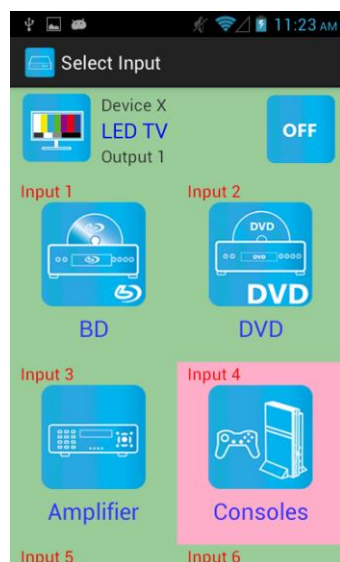 11:23 AM
Select Input
Device X
LED TV
Output 1
OFF
Input 1
Input 2
DVD
DVD
DVD
BD
DVD
Input 3
Input 4
Amplifier
Consoles
Input 5
Input 6